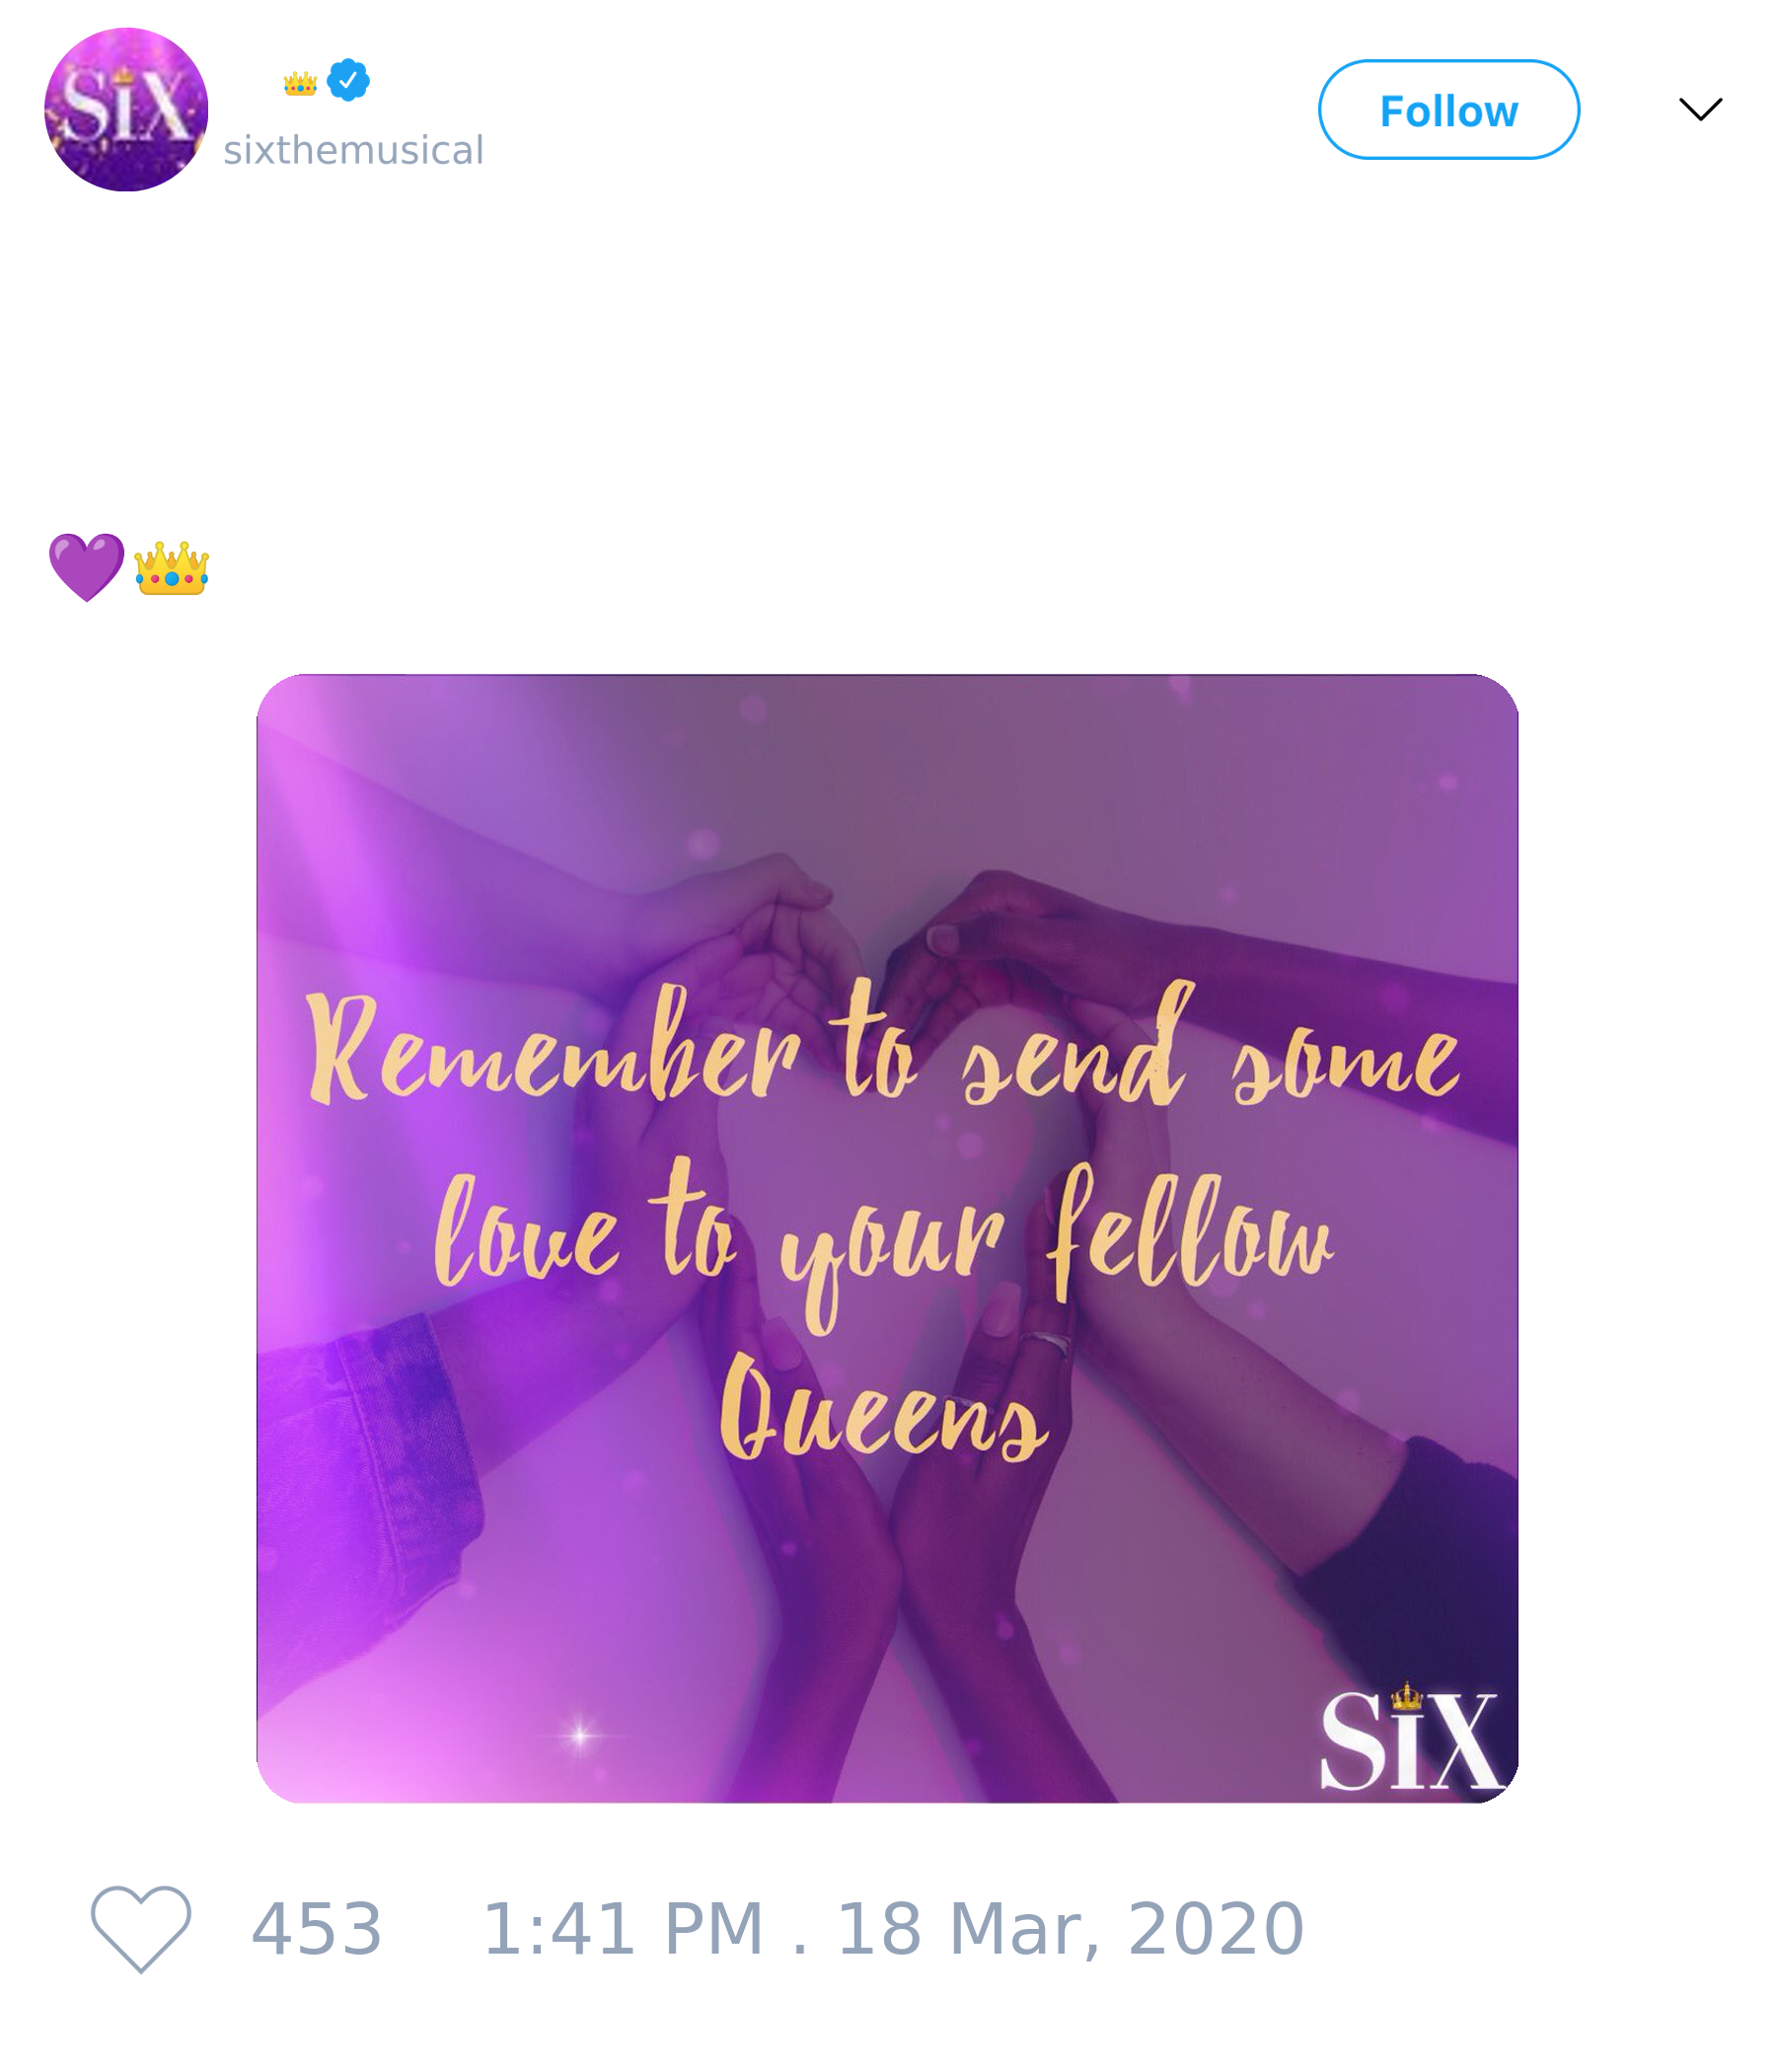 SiX
👑
sixthemusical
Follow
💜👑
Remember to send some
love to your fellow
Queens
SiX
453 1:41 PM . 18 Mar, 2020